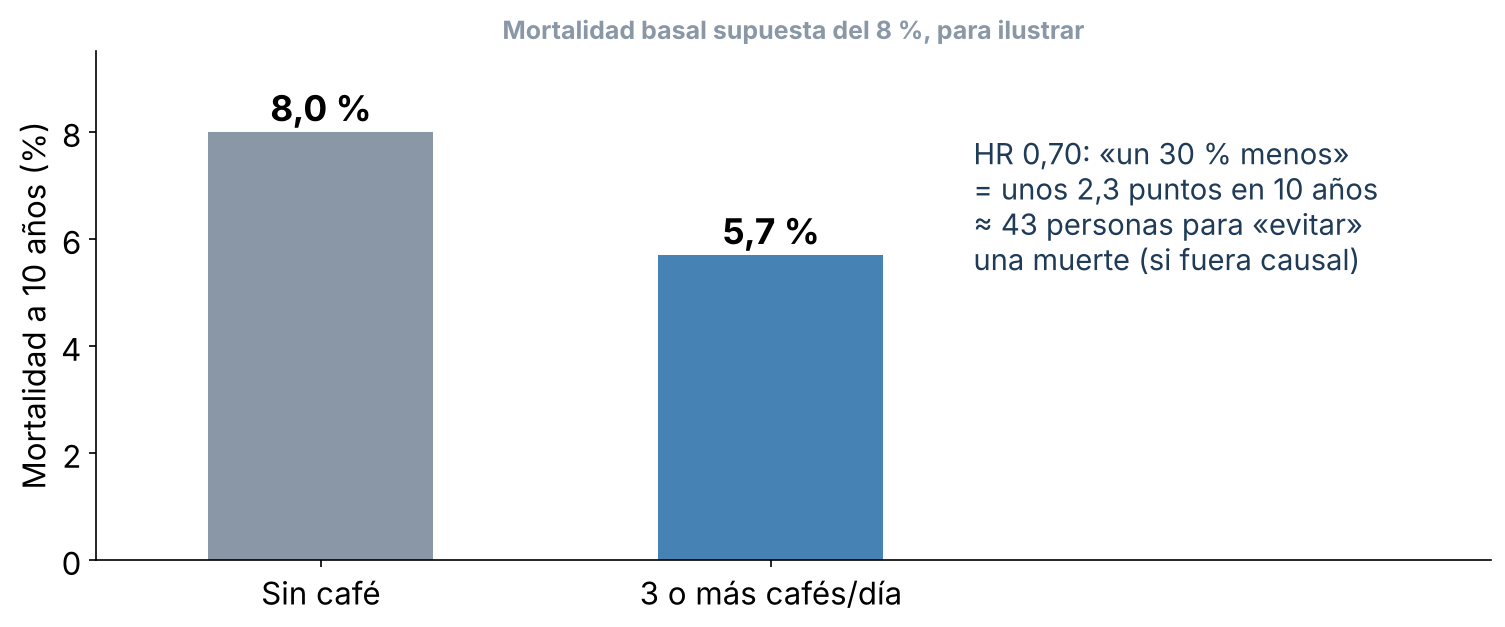 Mortalidad basal supuesta del 8 %, para ilustrar
Mortalidad a 10 años (%)
8
6
4
2
0
8,0 %
5,7 %
HR 0,70: «un 30 % menos»
= unos 2,3 puntos en 10 años
≈ 43 personas para «evitar»
una muerte (si fuera causal)
Sin café
3 o más cafés/día